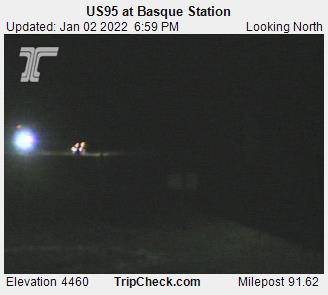 US95 at Basque Station
Updated: Jan 02 2022 6:59 PM Looking North
Elevation 4460 TripCheck.com Milepost 91.62